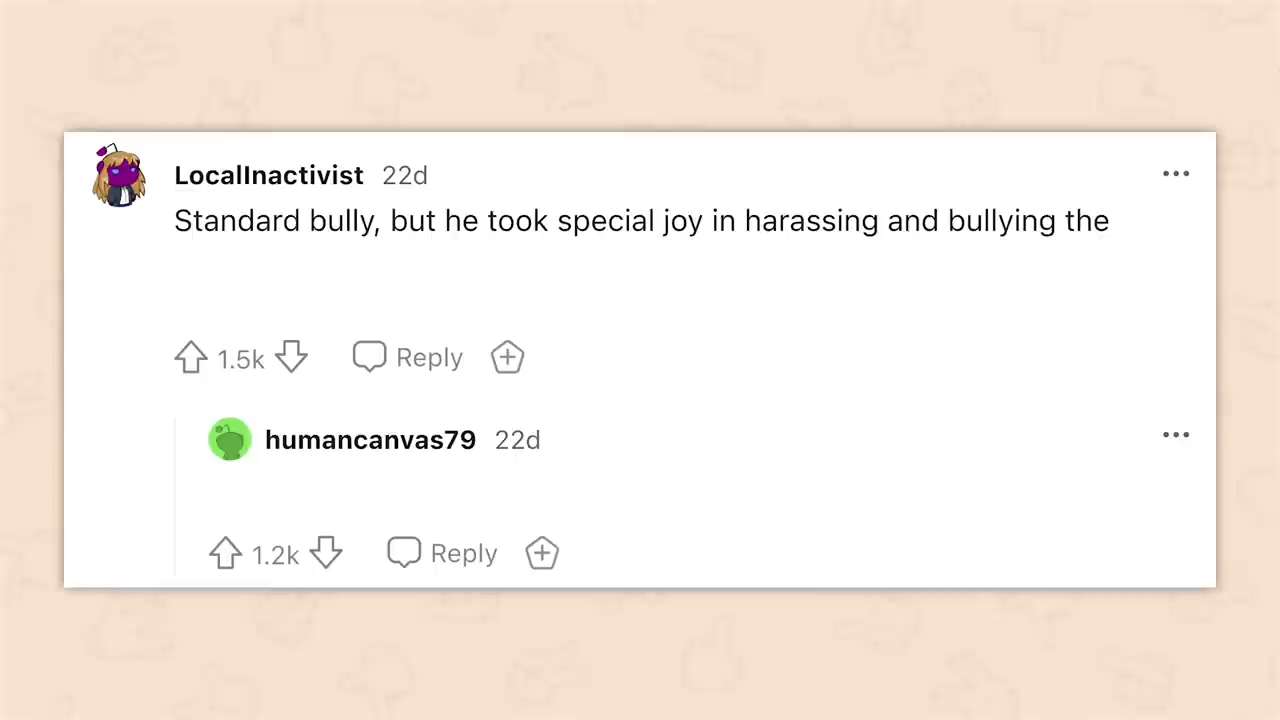 LocalInactivist 22d
Standard bully, but he took special joy in harassing and bullying the
1.5k Reply
humancanvas79 22d
1.2k Reply